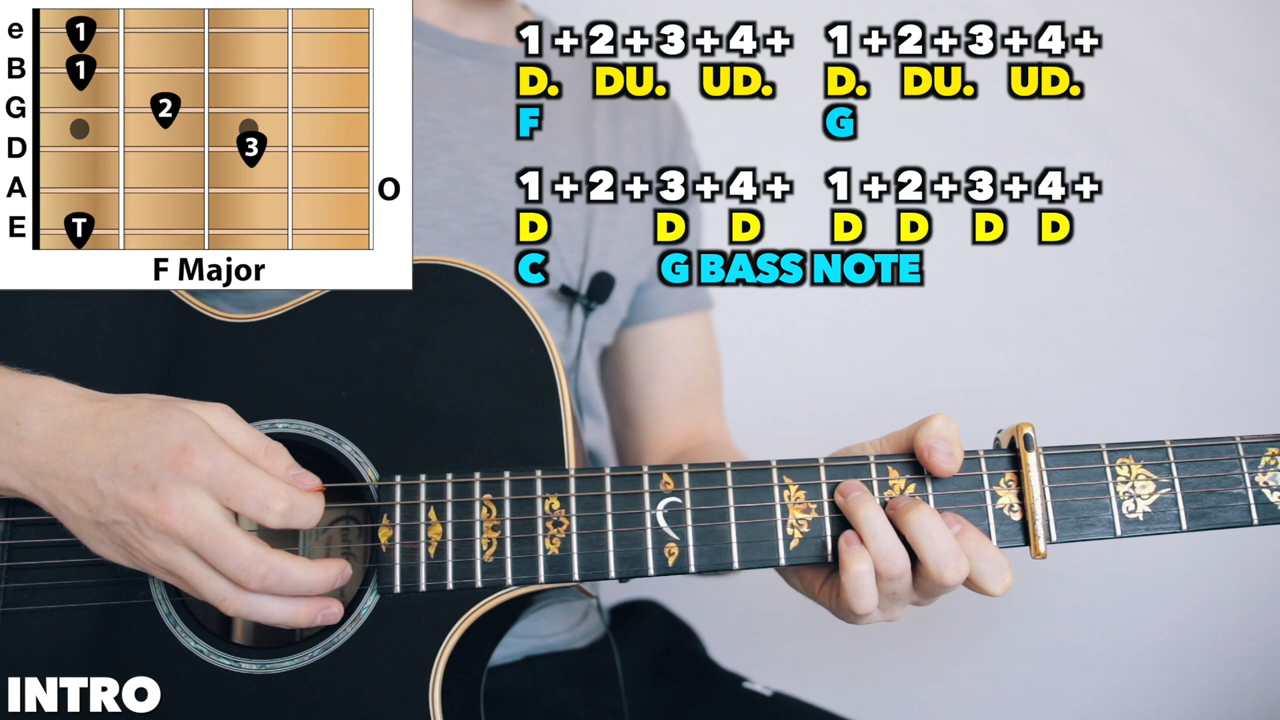 e
B
G
D
A
E
1
1
2
3
T
O
F Major
1 + 2 + 3 + 4 + 1 + 2 + 3 + 4 +
D. DU. UD. D. DU. UD.
F G
1 + 2 + 3 + 4 + 1 + 2 + 3 + 4 +
D D D D D D D
C G BASS NOTE
INTRO